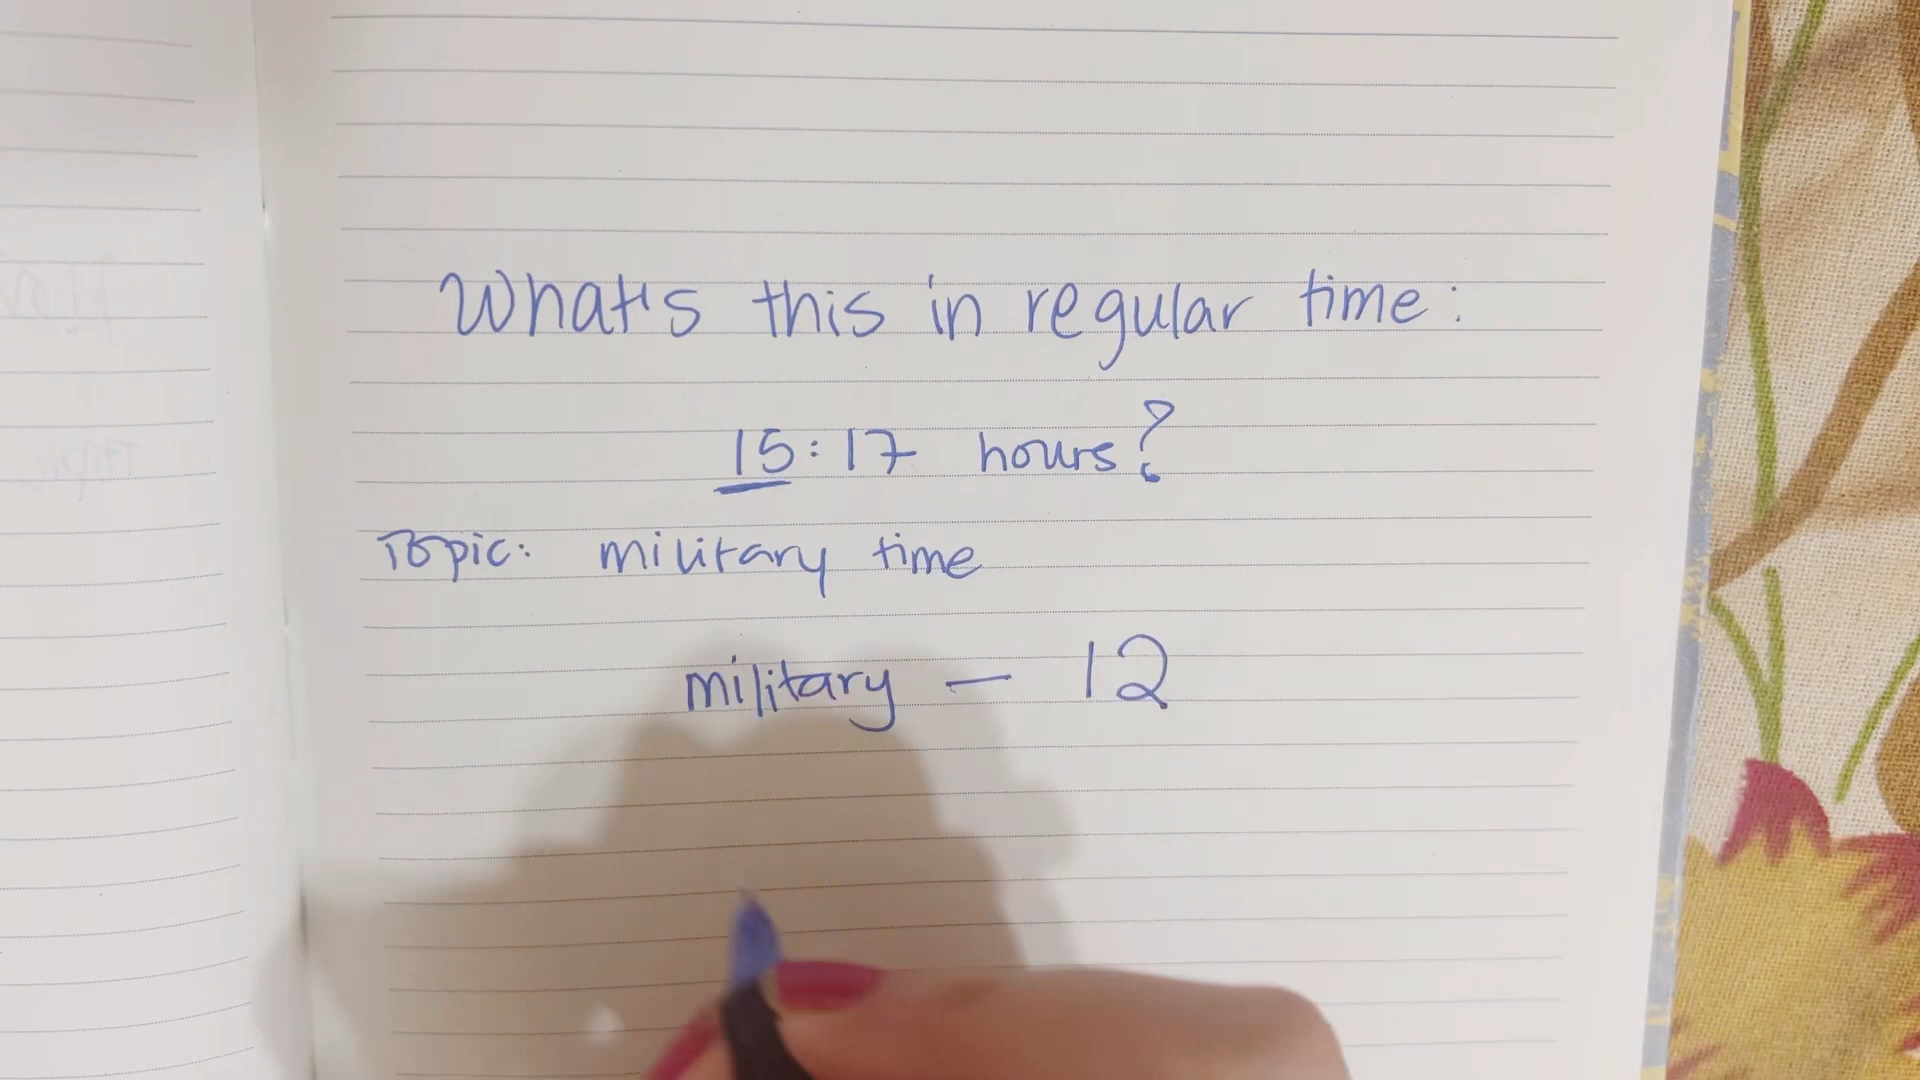 What's this in regular time:
15:17 hours?
Topic: military time
military - 12